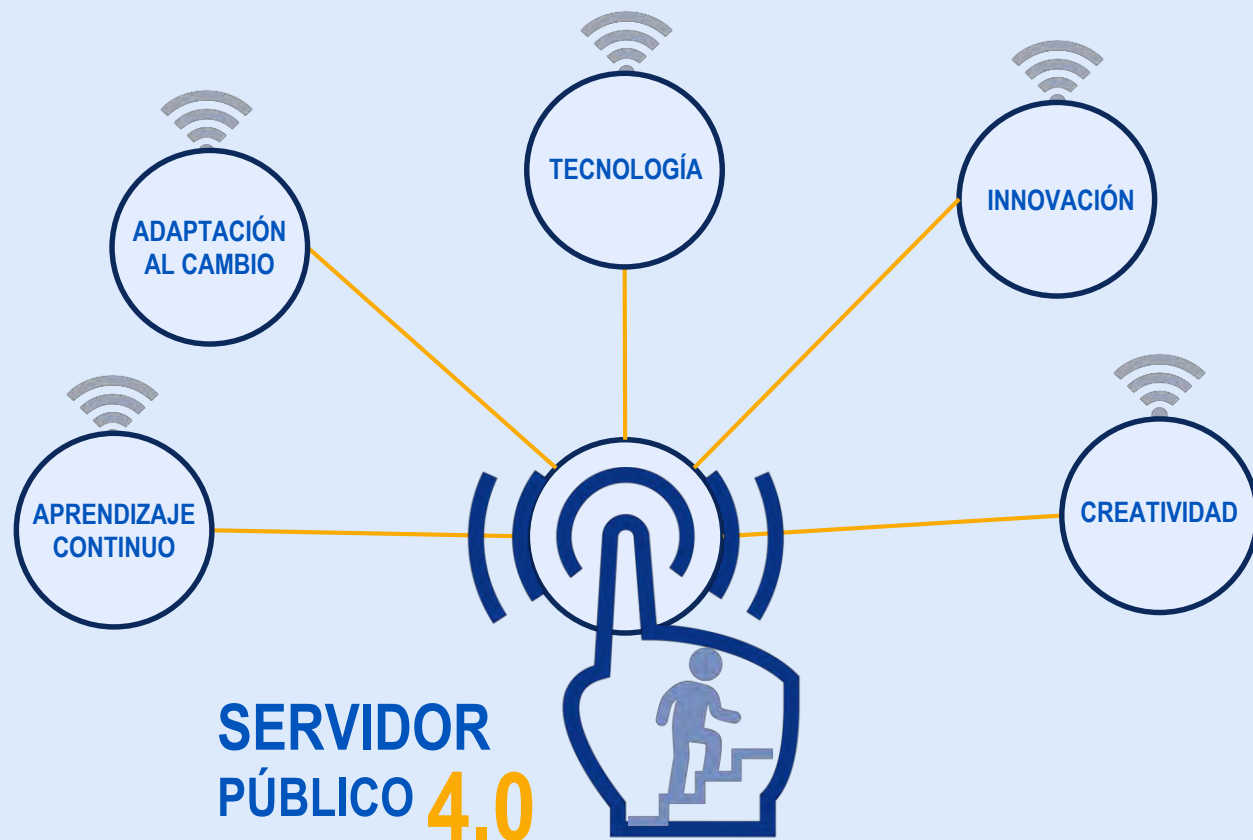 TECNOLOGÍA
INNOVACIÓN
ADAPTACIÓN
AL CAMBIO
APRENDIZAJE
CONTINUO
CREATIVIDAD
SERVIDOR
PÚBLICO 4.0